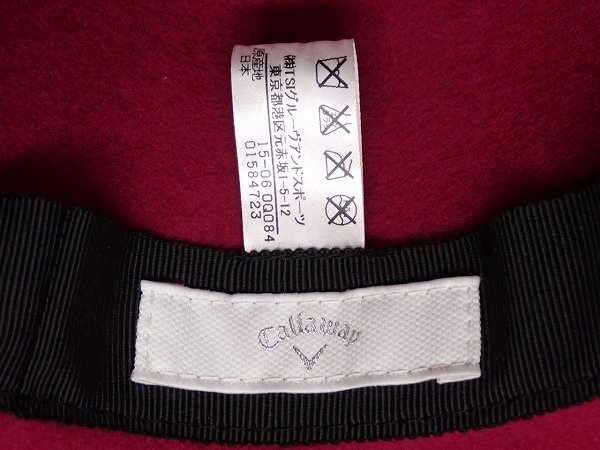 ㈱TSIグルーヴアンドスポーツ
東京都港区元赤坂1-5-12
15-06 0Q084
01584723
原産地
日本
Callaway